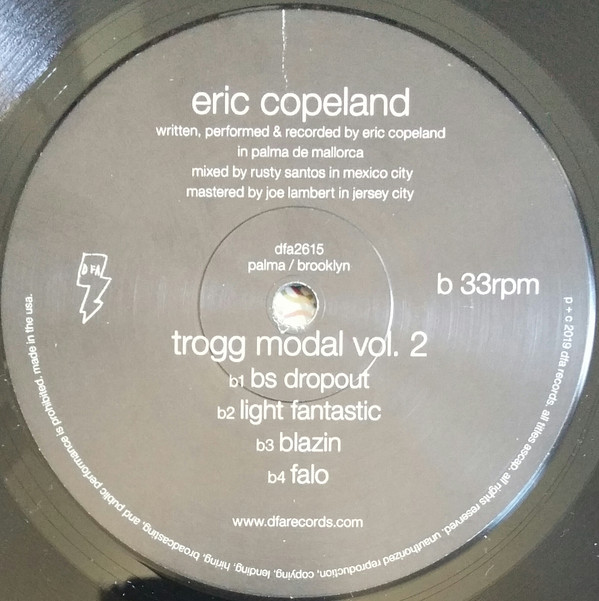 eric copeland
written, performed & recorded by eric copeland
in palma de mallorca
mixed by rusty santos in mexico city
mastered by joe lambert in jersey city
dfa2615
palma / brooklyn
DFA
b 33rpm
trogg modal vol. 2
b1 bs dropout
b2 light fantastic
b3 blazin
b4 falo
www.dfarecords.com
p + c 2019 dfa records. all titles ascap. all rights reserved. unauthorized reproduction, copying, lending, hiring, broadcasting, and public performance is prohibited. made in the usa.